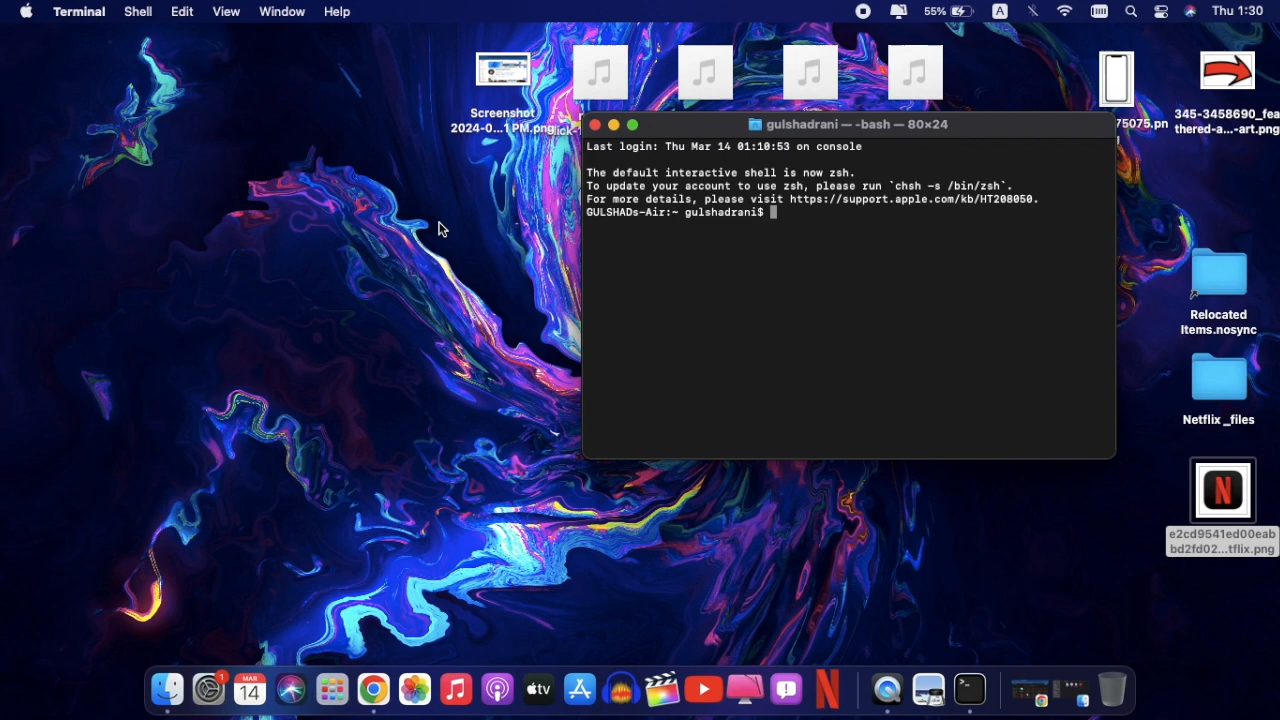 Terminal Shell Edit View Window Help 55% A Thu 1:30
Screenshot
2024-0...1 PM.png
75075.pn
345-3458690_fea
thered-a...-art.png
gulshadrani — -bash — 80×24
Last login: Thu Mar 14 01:10:53 on console
The default interactive shell is now zsh.
To update your account to use zsh, please run `chsh -s /bin/zsh`.
For more details, please visit https://support.apple.com/kb/HT208050.
GULSHADs-Air:~ gulshadrani$
Relocated
Items.nosync
Netflix _files
N
e2cd9541ed00eab
bd2fd02...tflix.png
1
MAR
14
tv
N